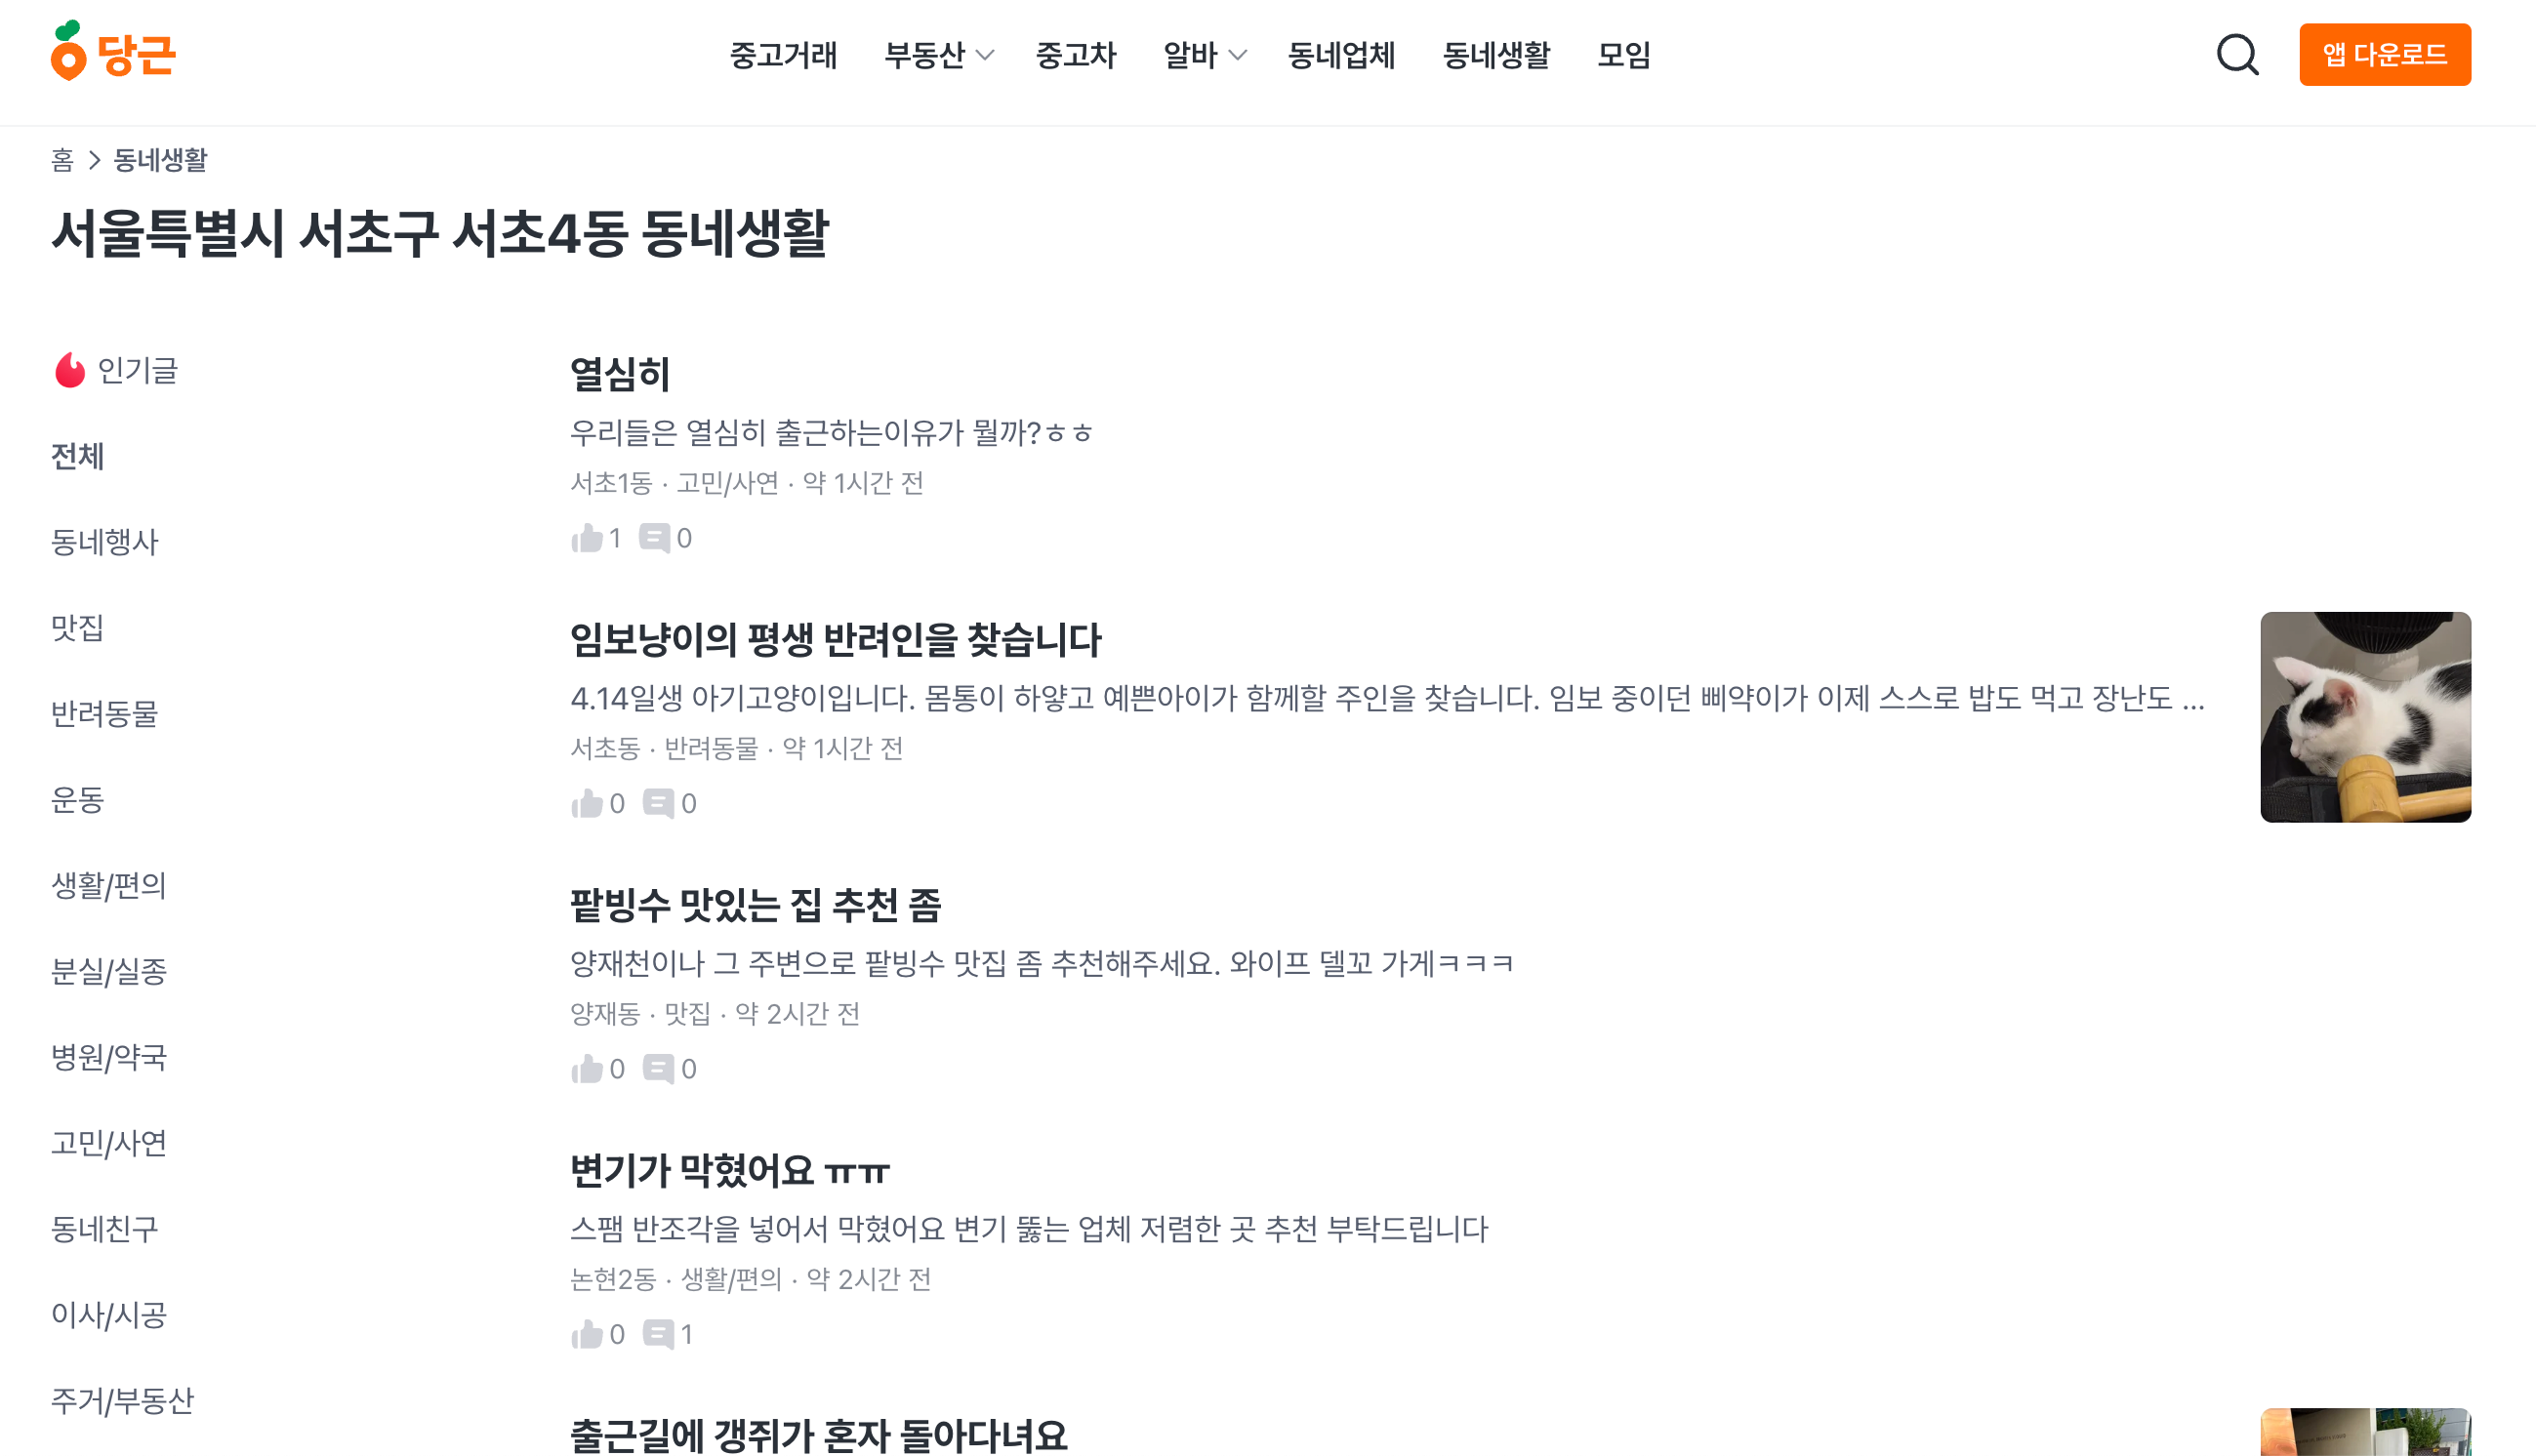 당근
중고거래 부동산 중고차 알바 동네업체 동네생활 모임
앱 다운로드
홈 > 동네생활
서울특별시 서초구 서초4동 동네생활
인기글
전체
동네행사
맛집
반려동물
운동
생활/편의
분실/실종
병원/약국
고민/사연
동네친구
이사/시공
주거/부동산
열심히
우리들은 열심히 출근하는이유가 뭘까?ㅎㅎ
서초1동 · 고민/사연 · 약 1시간 전
1 0
임보냥이의 평생 반려인을 찾습니다
4.14일생 아기고양이입니다. 몸통이 하얗고 예쁜아이가 함께할 주인을 찾습니다. 임보 중이던 삐약이가 이제 스스로 밥도 먹고 장난도 ...
서초동 · 반려동물 · 약 1시간 전
0 0
팥빙수 맛있는 집 추천 좀
양재천이나 그 주변으로 팥빙수 맛집 좀 추천해주세요. 와이프 델꼬 가게ㅋㅋㅋ
양재동 · 맛집 · 약 2시간 전
0 0
변기가 막혔어요 ㅠㅠ
스팸 반조각을 넣어서 막혔어요 변기 뚫는 업체 저렴한 곳 추천 부탁드립니다
논현2동 · 생활/편의 · 약 2시간 전
0 1
출근길에 갱쥐가 혼자 돌아다녀요